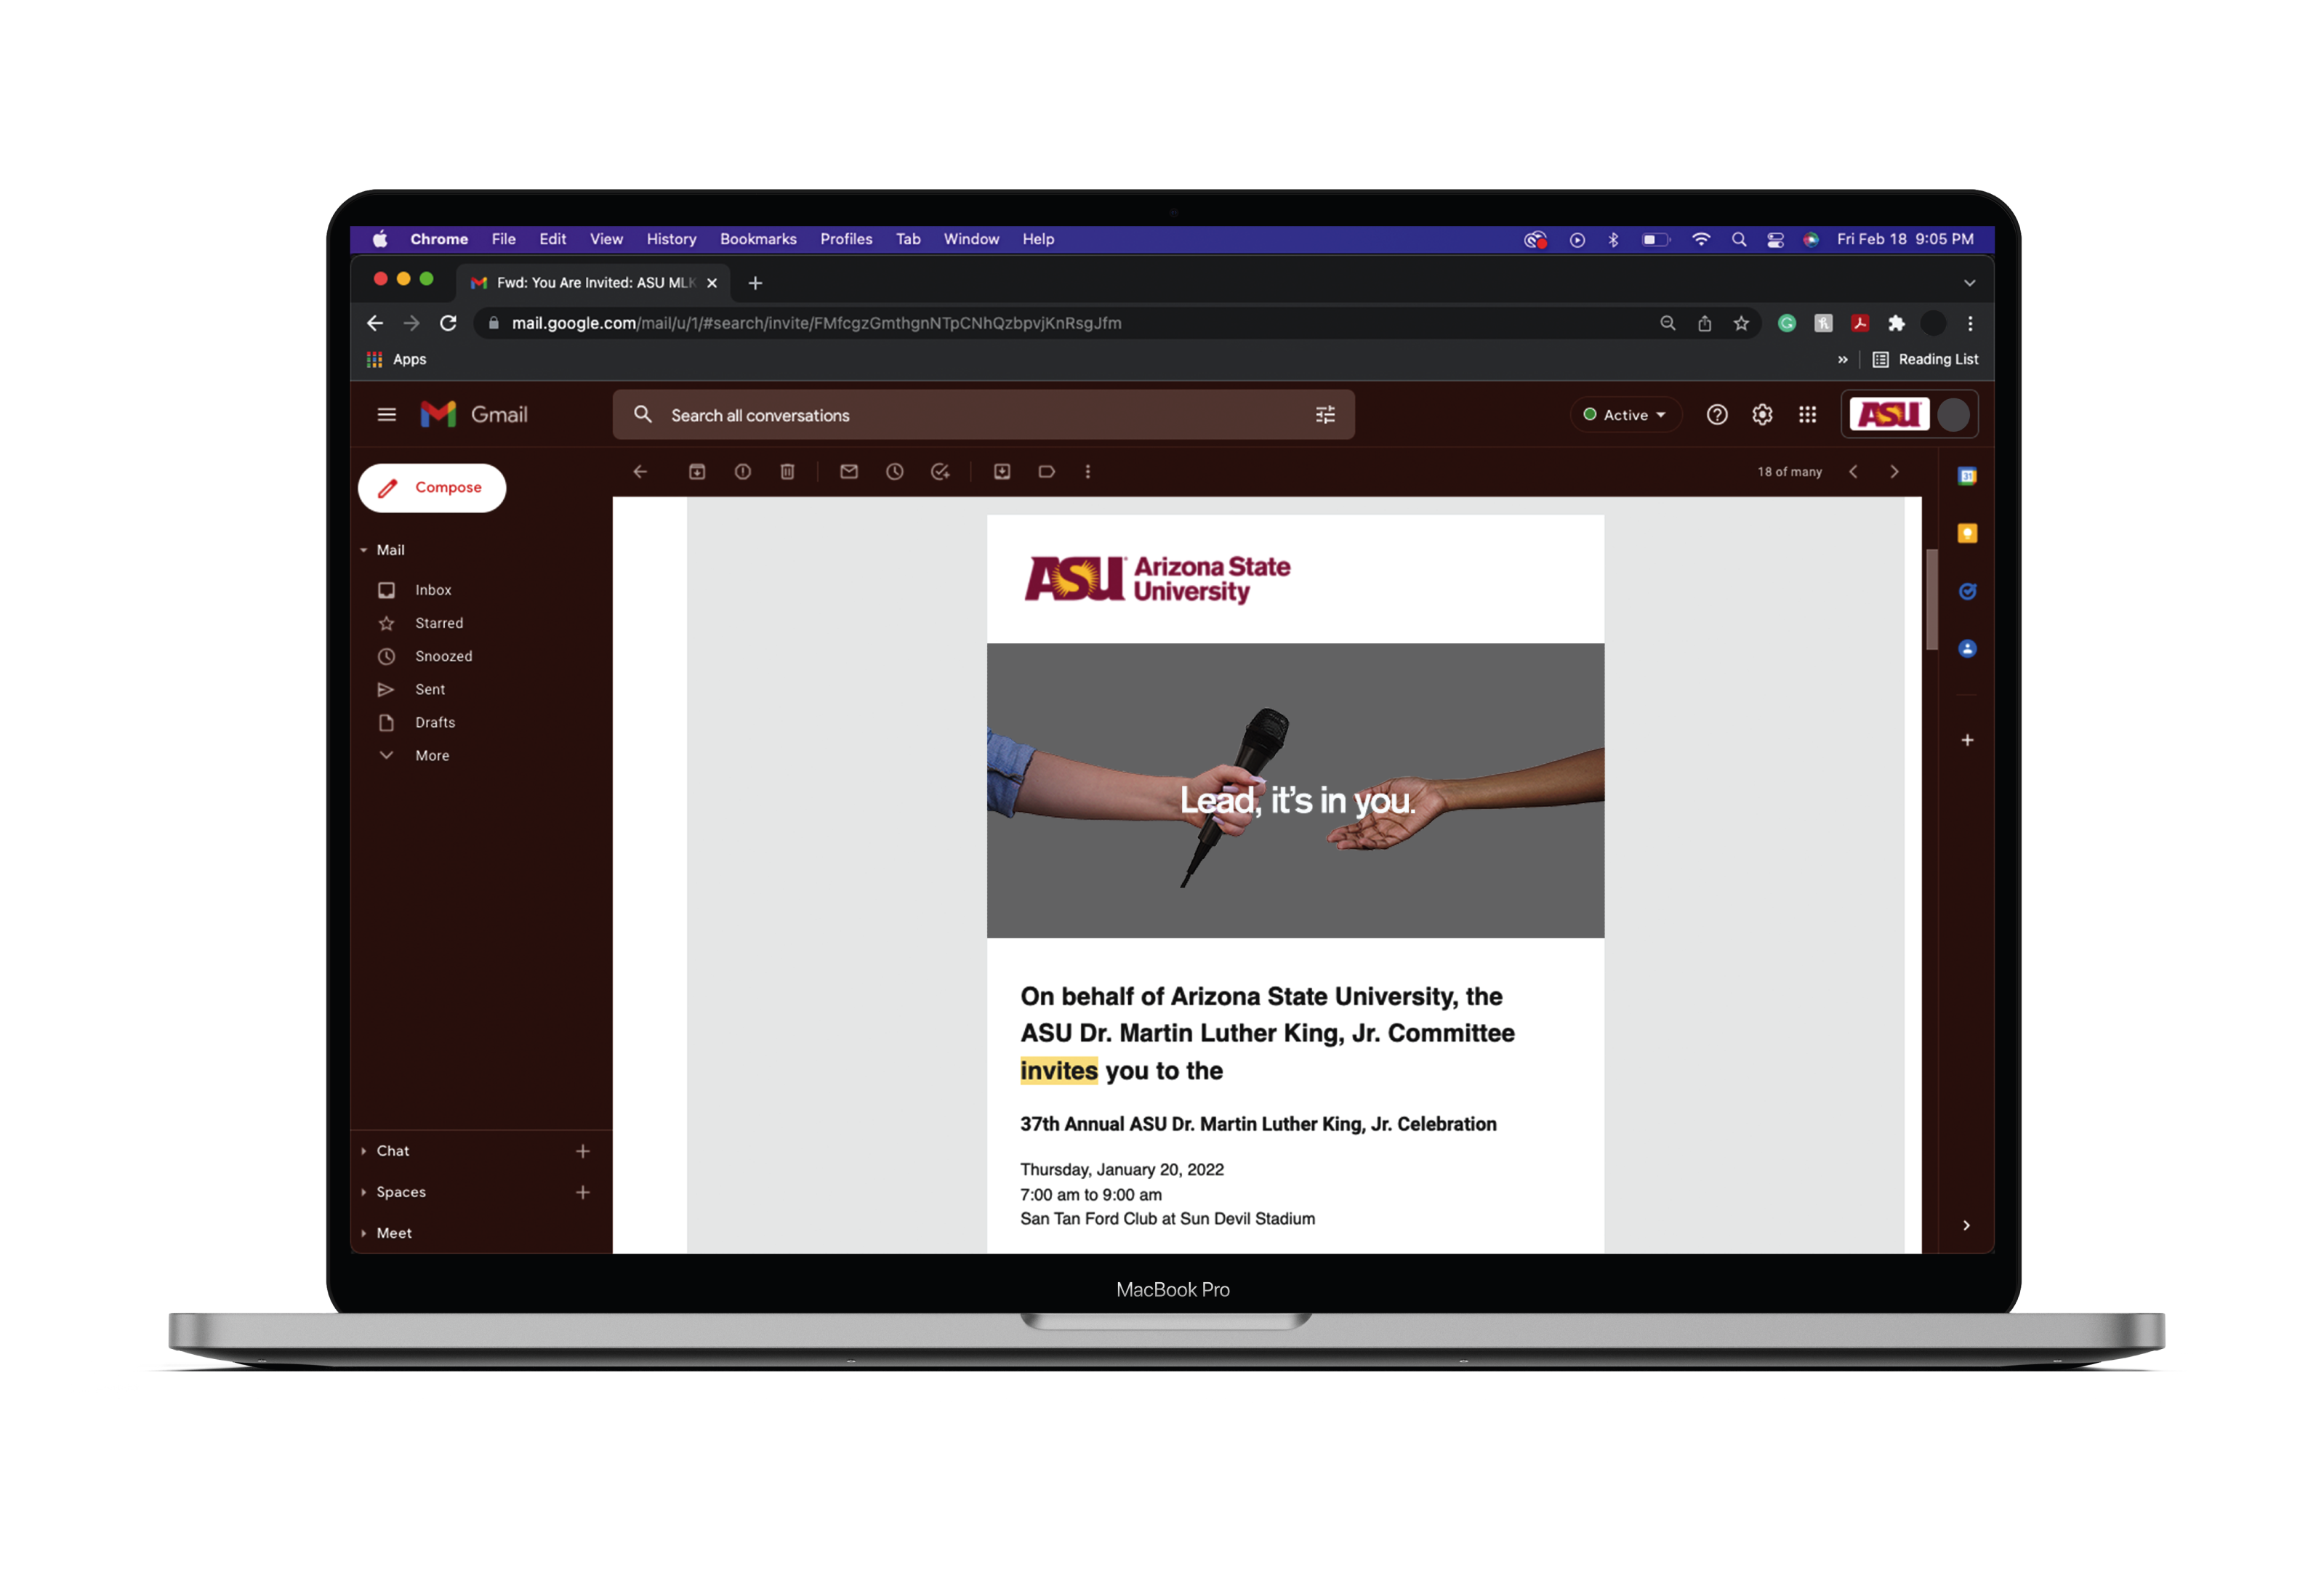 Chrome File Edit View History Bookmarks Profiles Tab Window Help Fri Feb 18 9:05 PM
Fwd: You Are Invited: ASU MLK
mail.google.com/mail/u/1/#search/invite/FMfcgzGmthgnNTpCNhQzbpvjKnRsgJfm
Apps Reading List
Gmail Search all conversations Active ASU
Compose 18 of many
31
Mail
Inbox
Starred
Snoozed
Sent
Drafts
More
Chat
Spaces
Meet
ASU Arizona State
University
Lead, it's in you.
On behalf of Arizona State University, the
ASU Dr. Martin Luther King, Jr. Committee
invites you to the
37th Annual ASU Dr. Martin Luther King, Jr. Celebration
Thursday, January 20, 2022
7:00 am to 9:00 am
San Tan Ford Club at Sun Devil Stadium
MacBook Pro